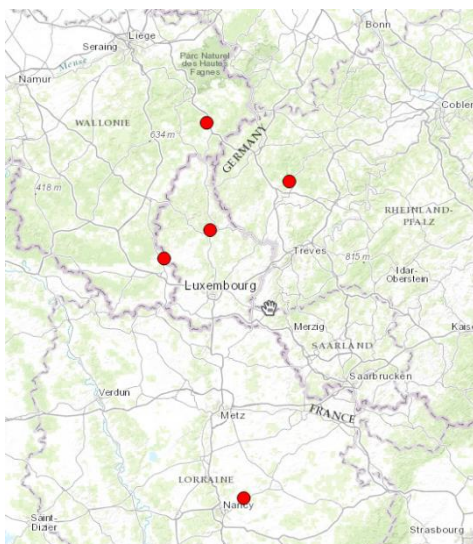 Bonn
Liege
Seraing
Parc Naturel
des Hautes
Fagnes
Meuse
Namur
Coblen
WALLONIE
634 m
GERMANY
418 m
RHEINLAND-
PFALZ
Treves
815 m
Idar-
Oberstein
Luxembourg
Merzig
Kaise
SAARLAND
Saarbrucken
Verdun
Metz
FRANCE
LORRAINE
Nancy
Saint-
Dizier
Strasbourg